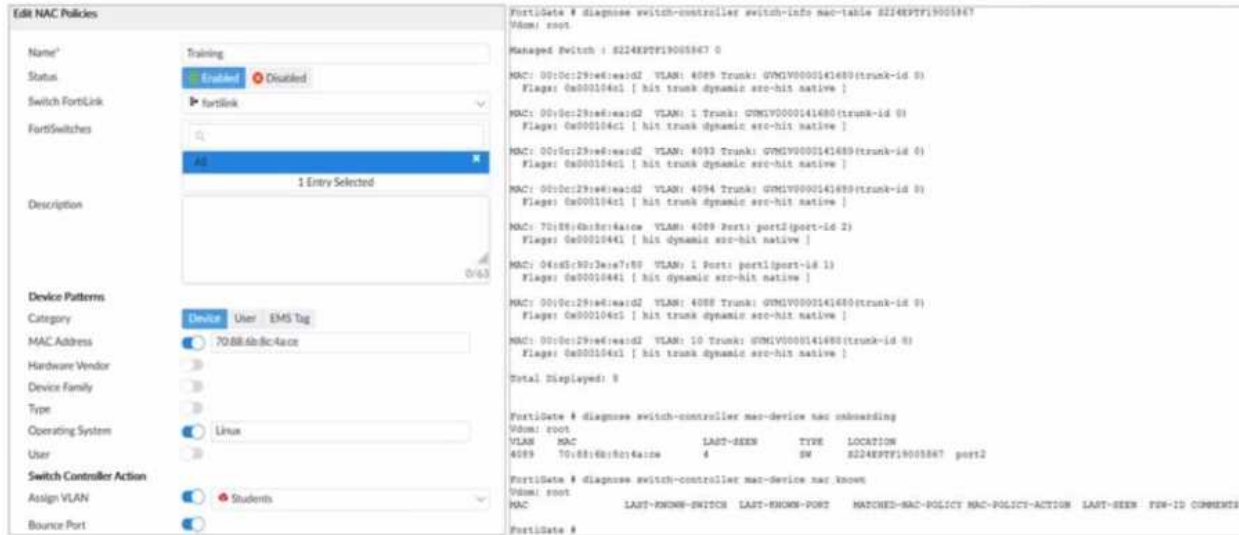 Edit NAC Policies
Name*
Training
Status
Enabled
Disabled
Switch FortiLink
fortilink
FortiSwitches
All
1 Entry Selected
Description
0/63
Device Patterns
Category
Device User EMS Tag
MAC Address
70:88:6b:8c:4a:ce
Hardware Vendor
Device Family
Type
Operating System
Linux
User
Switch Controller Action
Assign VLAN
Students
Bounce Port
FortiGate # diagnose switch-controller switch-info mac-table S224EPTF19005867
Vdom: root
Managed Switch : S224EPTF19005867 0
MAC: 00:0c:29:e6:ea:d2 VLAN: 4089 Trunk: GVM1V0000141680(trunk-id 0)
Flags: 0x000104c1 [ hit trunk dynamic src-hit native ]
MAC: 00:0c:29:e6:ea:d2 VLAN: 1 Trunk: GVM1V0000141680(trunk-id 0)
Flags: 0x000104c1 [ hit trunk dynamic src-hit native ]
MAC: 00:0c:29:e6:ea:d2 VLAN: 4093 Trunk: GVM1V0000141680(trunk-id 0)
Flags: 0x000104c1 [ hit trunk dynamic src-hit native ]
MAC: 00:0c:29:e6:ea:d2 VLAN: 4094 Trunk: GVM1V0000141680(trunk-id 0)
Flags: 0x000104c1 [ hit trunk dynamic src-hit native ]
MAC: 70:88:6b:8c:4a:ce VLAN: 4089 Port: port2(port-id 2)
Flags: 0x00010441 [ hit dynamic src-hit native ]
MAC: 04:d5:90:3e:e7:80 VLAN: 1 Port: port1(port-id 1)
Flags: 0x00010441 [ hit dynamic src-hit native ]
MAC: 00:0c:29:e6:ea:d2 VLAN: 4088 Trunk: GVM1V0000141680(trunk-id 0)
Flags: 0x000104c1 [ hit trunk dynamic src-hit native ]
MAC: 00:0c:29:e6:ea:d2 VLAN: 10 Trunk: GVM1V0000141680(trunk-id 0)
Flags: 0x000104c1 [ hit trunk dynamic src-hit native ]
Total Displayed: 8
FortiGate # diagnose switch-controller mac-device nac onboarding
Vdom: root
VLAN MAC LAST-SEEN TYPE LOCATION
4089 70:88:6b:8c:4a:ce 4 SW S224EPTF19005867 port2
FortiGate # diagnose switch-controller mac-device nac known
Vdom: root
MAC LAST-KNOWN-SWITCH LAST-KNOWN-PORT MATCHED-NAC-POLICY MAC-POLICY-ACTION LAST-SEEN FSW-ID COMMENTS
FortiGate #